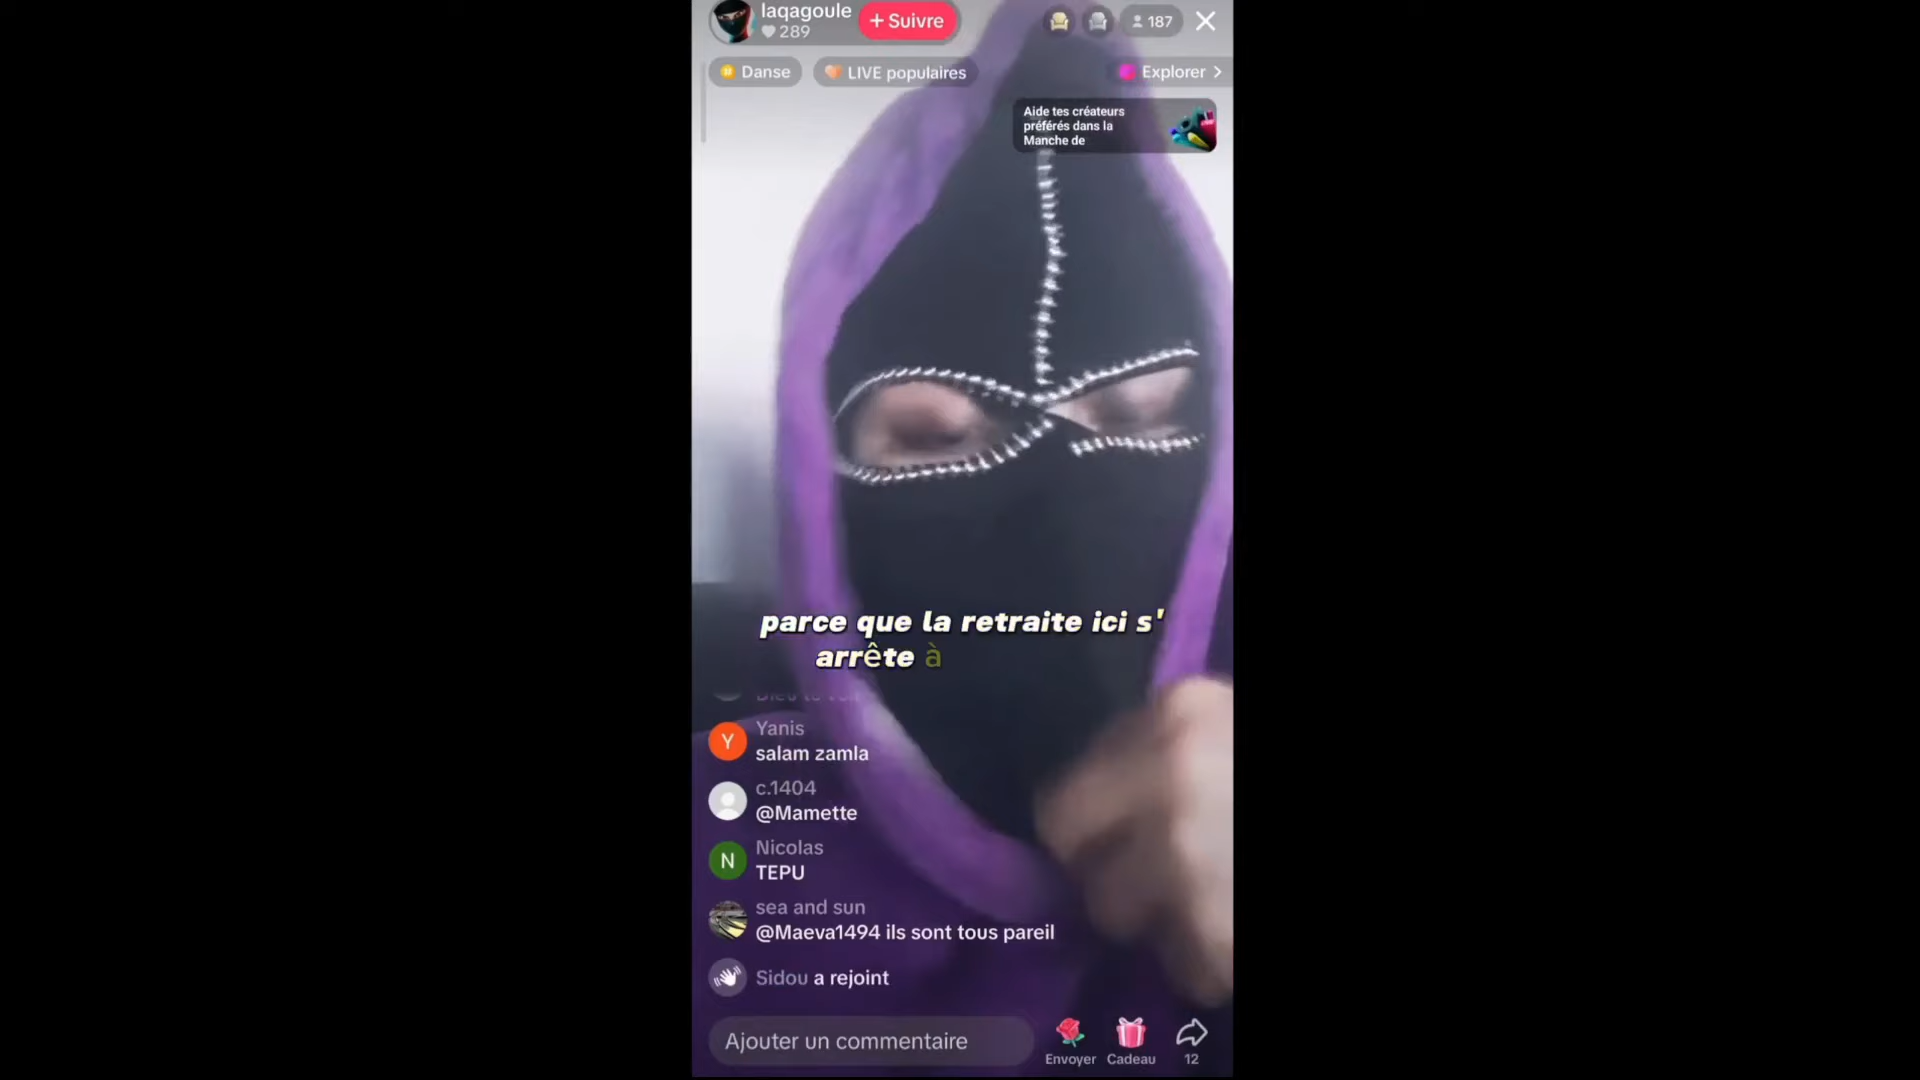 laqagoule
289
+ Suivre
187
Danse
LIVE populaires
Explorer
Aide tes créateurs
préférés dans la
Manche de
parce que la retraite ici s'
arrête à
Yanis
salam zamla
c.1404
@Mamette
Nicolas
TEPU
sea and sun
@Maeva1494 ils sont tous pareil
Sidou a rejoint
Ajouter un commentaire
Envoyer
Cadeau
12